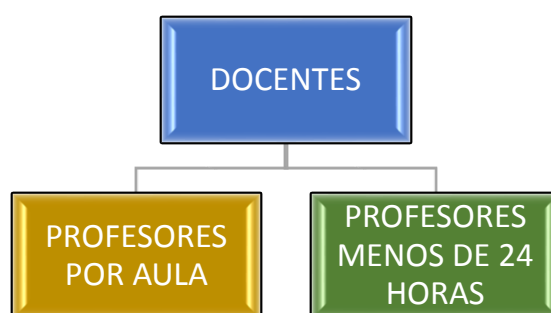 DOCENTES
PROFESORES
POR AULA
PROFESORES
MENOS DE 24
HORAS